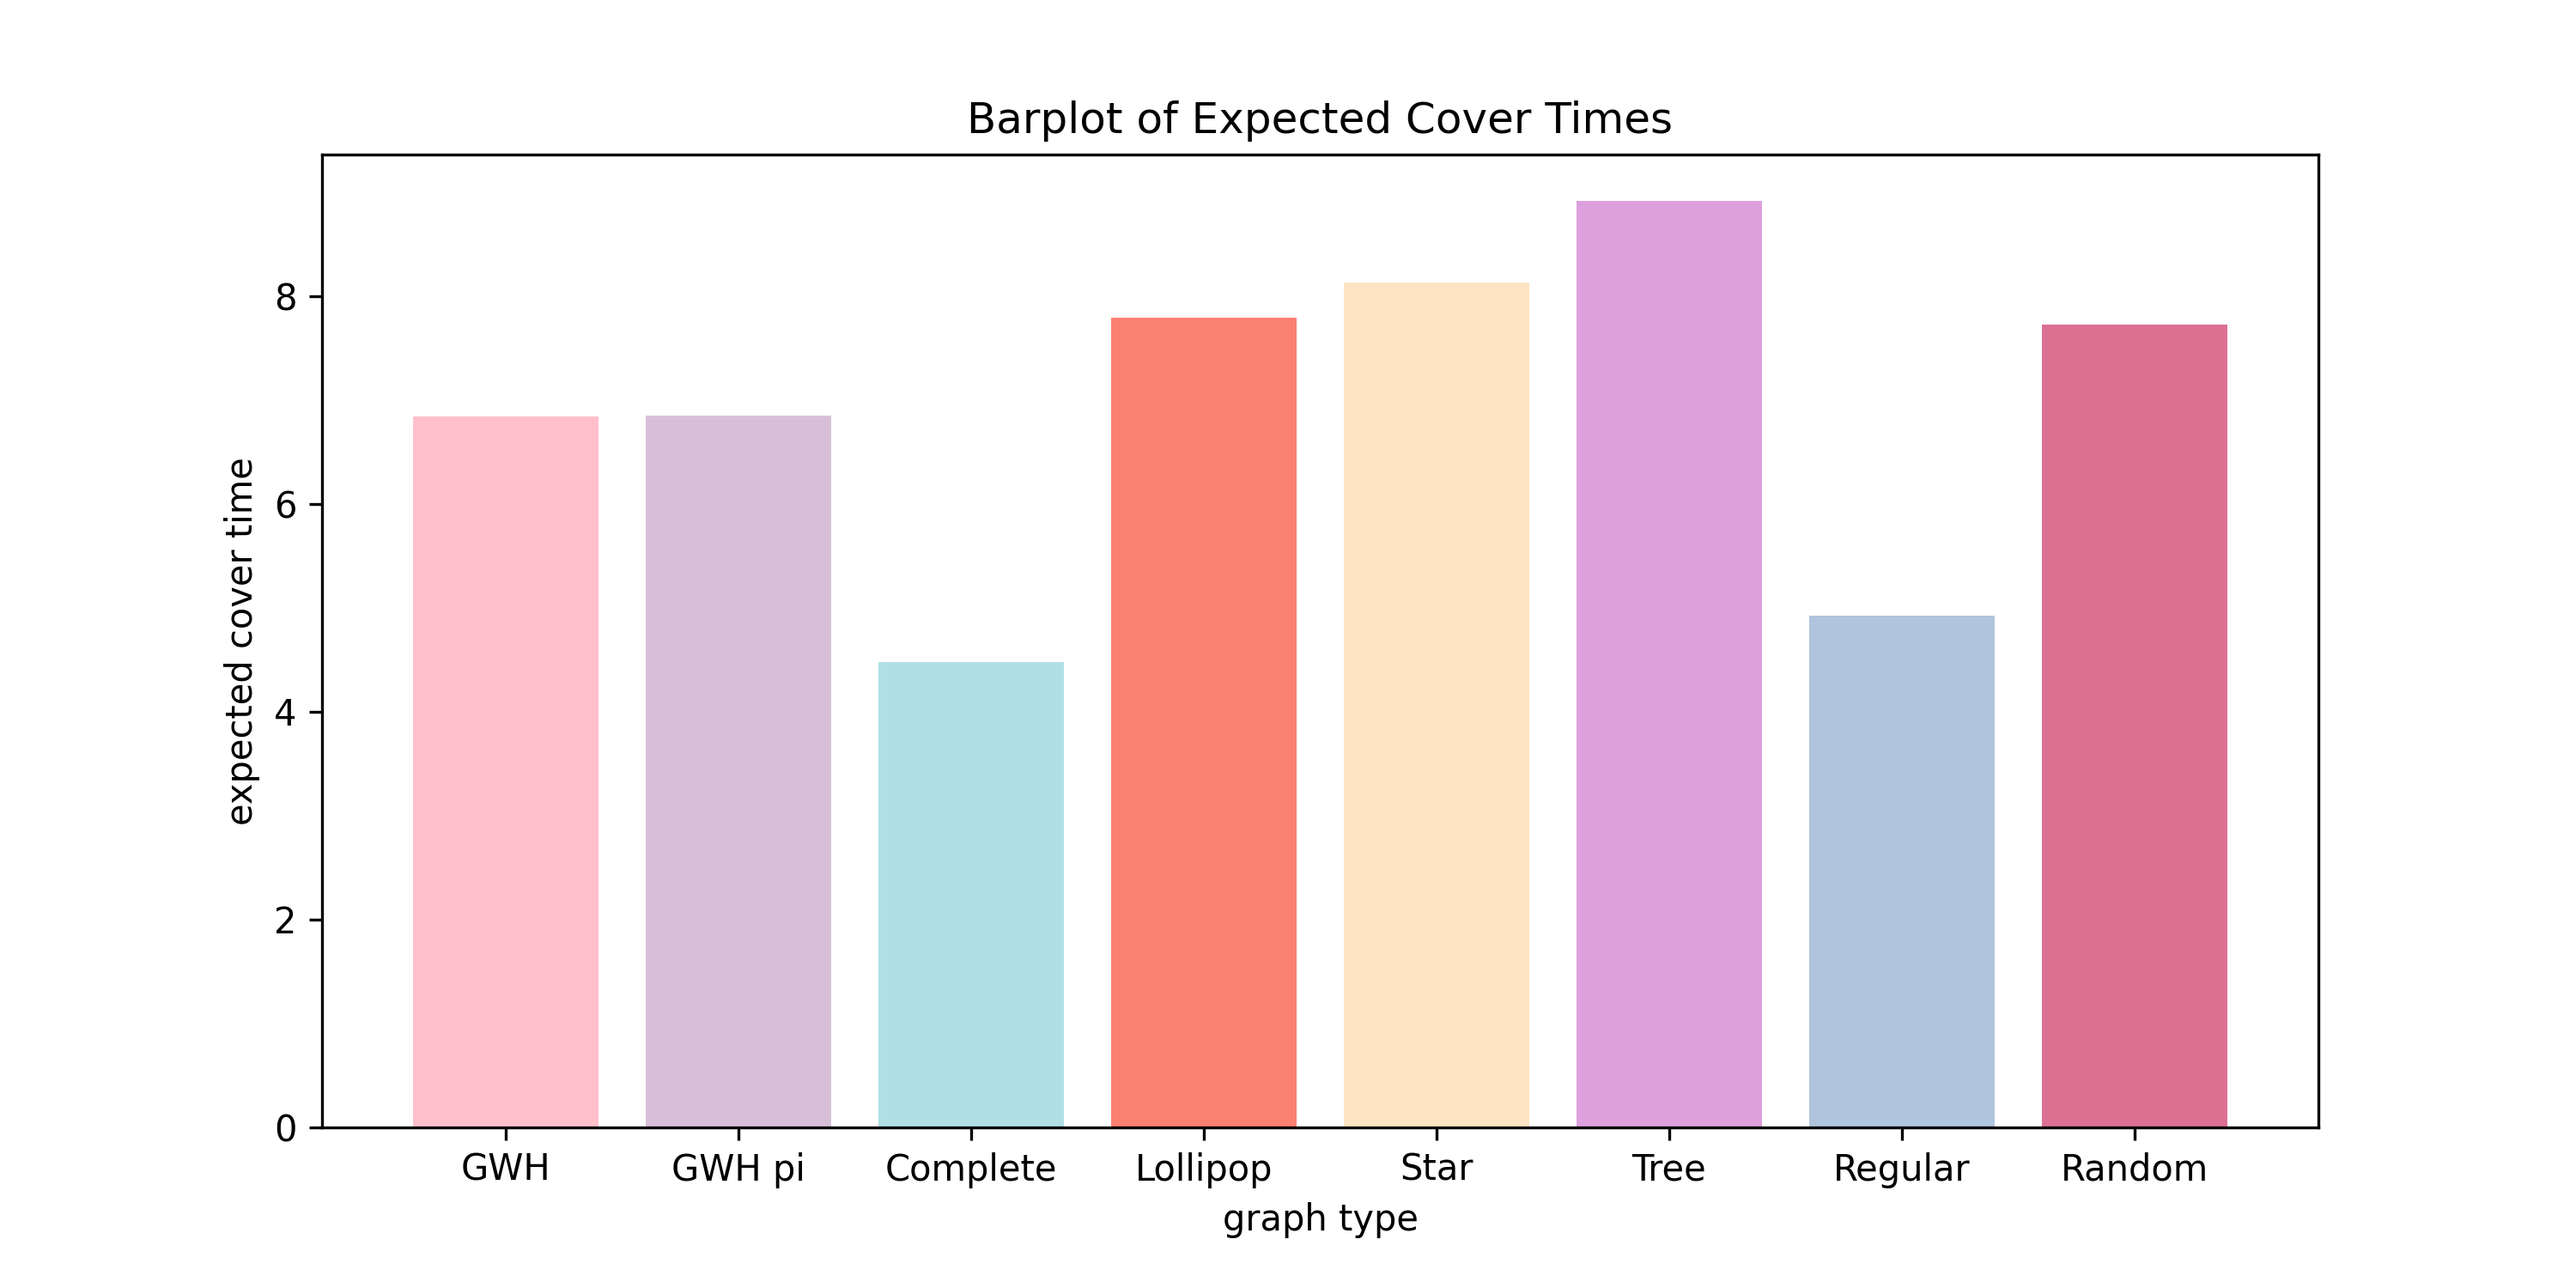 Barplot of Expected Cover Times
expected cover time
8
6
4
2
0
GWH GWH pi Complete Lollipop Star Tree Regular Random
graph type